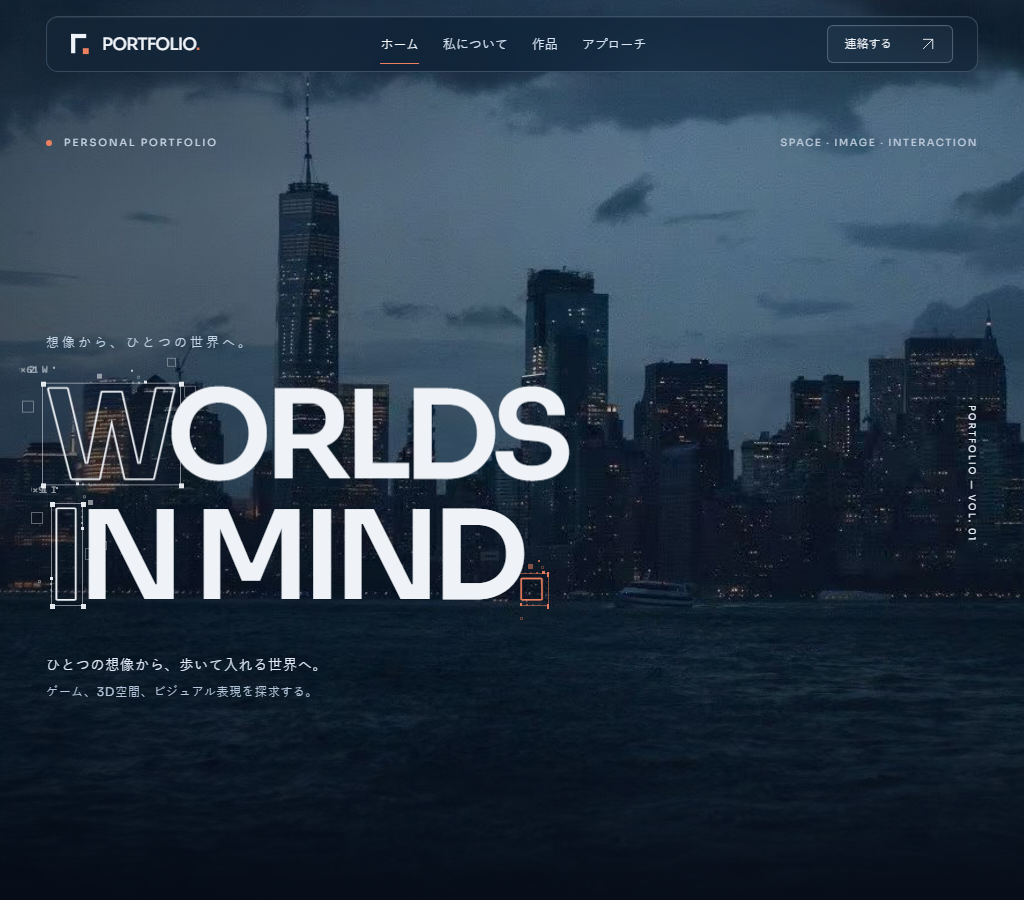 PORTFOLIO.
ホーム
私について
作品
アプローチ
連絡する
PERSONAL PORTFOLIO
SPACE · IMAGE · INTERACTION
想像から、ひとつの世界へ。
WORLDS
IN MIND
PORTFOLIO — VOL. 01
ひとつの想像から、歩いて入れる世界へ。
ゲーム、3D空間、ビジュアル表現を探求する。